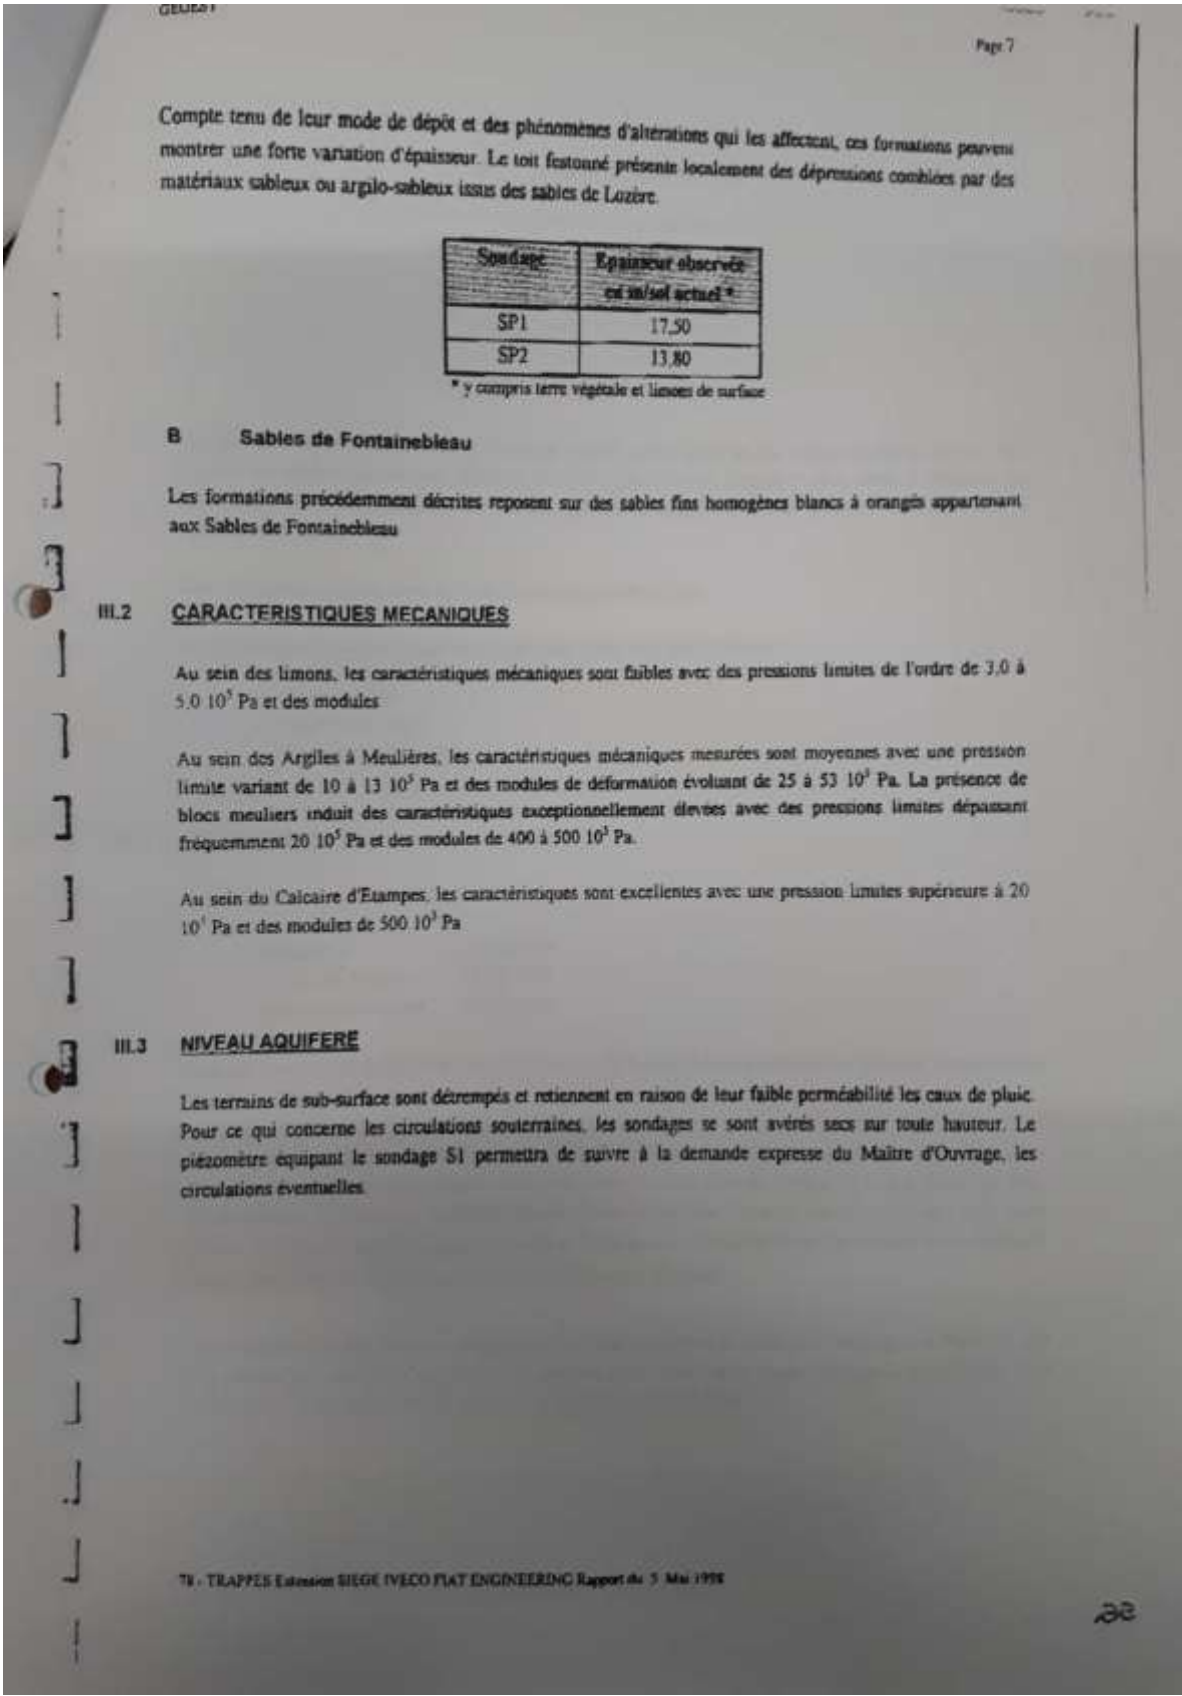 Page 7
Compte tenu de leur mode de dépôt et des phénomènes d'altérations qui les affectent, ces formations peuvent
montrer une forte variation d'épaisseur. Le toit festonné présente localement des dépressions comblées par des
matériaux sableux ou argilo-sableux issus des sables de Lozère.
Sondage Epaisseur observée
en m/sol actuel *
SP1 17,50
SP2 13,80
* y compris terre végétale et limons de surface
B Sables de Fontainebleau
Les formations précédemment décrites reposent sur des sables fins homogènes blancs à orangés appartenant
aux Sables de Fontainebleau
III.2 CARACTERISTIQUES MECANIQUES
Au sein des limons, les caractéristiques mécaniques sont faibles avec des pressions limites de l'ordre de 3,0 à
5,0 10⁵ Pa et des modules
Au sein des Argiles à Meulières, les caractéristiques mécaniques mesurées sont moyennes avec une pression
limite variant de 10 à 13 10⁵ Pa et des modules de déformation évoluant de 25 à 53 10⁵ Pa. La présence de
blocs meuliers induit des caractéristiques exceptionnellement élevées avec des pressions limites dépassant
fréquemment 20 10⁵ Pa et des modules de 400 à 500 10⁵ Pa.
Au sein du Calcaire d'Etampes, les caractéristiques sont excellentes avec une pression limites supérieure à 20
10⁵ Pa et des modules de 500 10⁵ Pa
III.3 NIVEAU AQUIFERE
Les terrains de sub-surface sont détrempés et retiennent en raison de leur faible perméabilité les eaux de pluie.
Pour ce qui concerne les circulations souterraines, les sondages se sont avérés secs sur toute hauteur. Le
piézomètre équipant le sondage S1 permettra de suivre à la demande expresse du Maître d'Ouvrage, les
circulations éventuelles.
78 - TRAPPES Extension SIEGE IVECO FIAT ENGINEERING Rapport du 5 Mai 1998